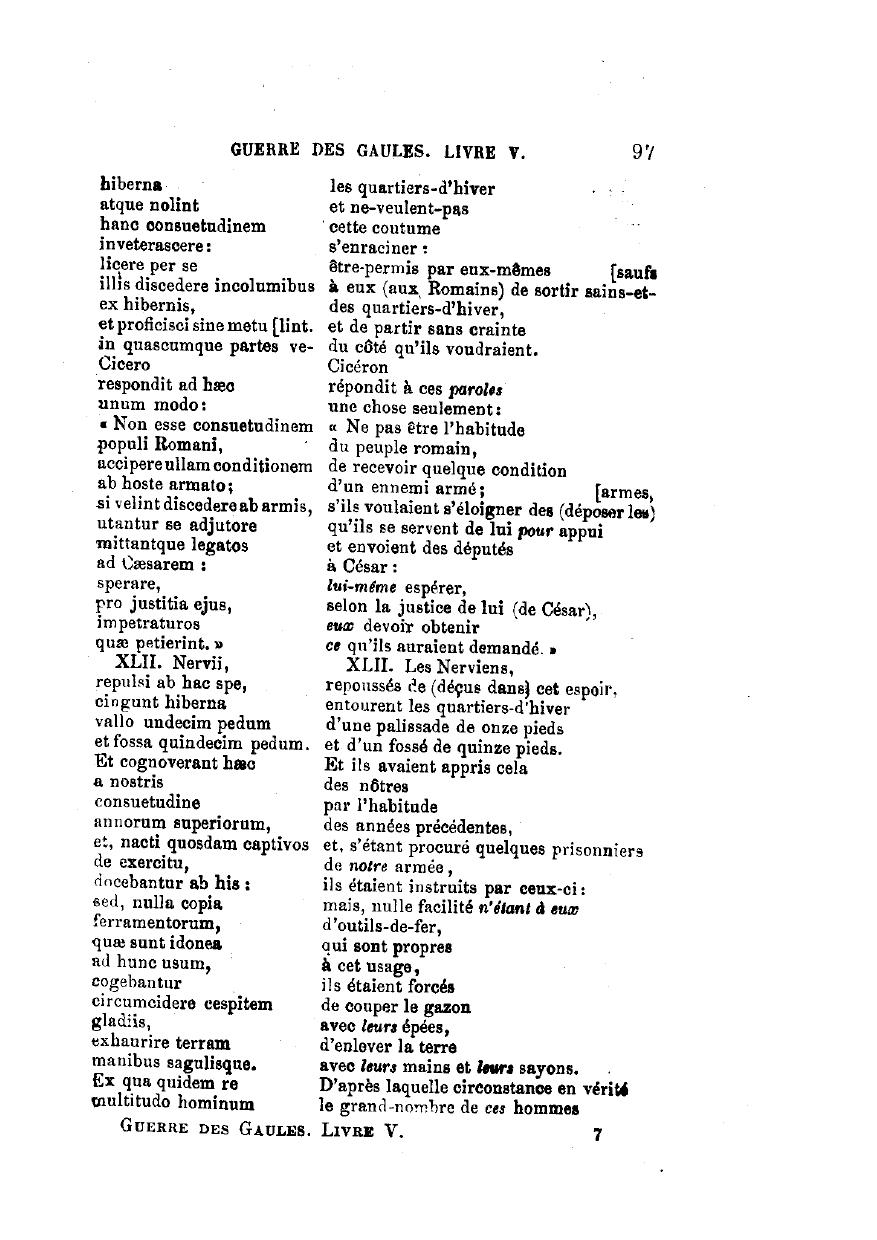 GUERRE DES GAULES. LIVRE V. 97
hiberna les quartiers-d'hiver
atque nolint et ne-veulent-pas
hanc consuetudinem cette coutume
inveterascere: s'enraciner :
licere per se être-permis par eux-mêmes [saufs
illis discedere incolumibus à eux (aux Romains) de sortir sains-et-
ex hibernis, des quartiers-d'hiver,
et proficisci sine metu [lint. et de partir sans crainte
in quascumque partes ve- du côté qu'ils voudraient.
Cicero Cicéron
respondit ad hæc répondit à ces paroles
unum modo: une chose seulement:
« Non esse consuetudinem « Ne pas être l'habitude
populi Romani, du peuple romain,
accipere ullam conditionem de recevoir quelque condition
ab hoste armato; d'un ennemi armé; [armes,
si velint discedere ab armis, s'ils voulaient s'éloigner des (déposer les)
utantur se adjutore qu'ils se servent de lui pour appui
mittantque legatos et envoient des députés
ad Cæsarem : à César :
sperare, lui-même espérer,
pro justitia ejus, selon la justice de lui (de César),
impetraturos eux devoir obtenir
quæ petierint. » ce qu'ils auraient demandé. »
XLII. Nervii, XLII. Les Nerviens,
repulsi ab hac spe, repoussés de (déçus dans) cet espoir,
cingunt hiberna entourent les quartiers-d'hiver
vallo undecim pedum d'une palissade de onze pieds
et fossa quindecim pedum. et d'un fossé de quinze pieds.
Et cognoverant hæc Et ils avaient appris cela
a nostris des nôtres
consuetudine par l'habitude
annorum superiorum, des années précédentes,
et, nacti quosdam captivos et, s'étant procuré quelques prisonniers
de exercitu, de notre armée,
docebantur ab his : ils étaient instruits par ceux-ci:
sed, nulla copia mais, nulle facilité n'étant à eux
ferramentorum, d'outils-de-fer,
quæ sunt idonea qui sont propres
ad hunc usum, à cet usage,
cogebantur ils étaient forcés
circumcidere cespitem de couper le gazon
gladiis, avec leurs épées,
exhaurire terram d'enlever la terre
manibus sagulisque. avec leurs mains et leurs sayons.
Ex qua quidem re D'après laquelle circonstance en vérité
multitudo hominum le grand-nombre de ces hommes
GUERRE DES GAULES. LIVRE V. 7